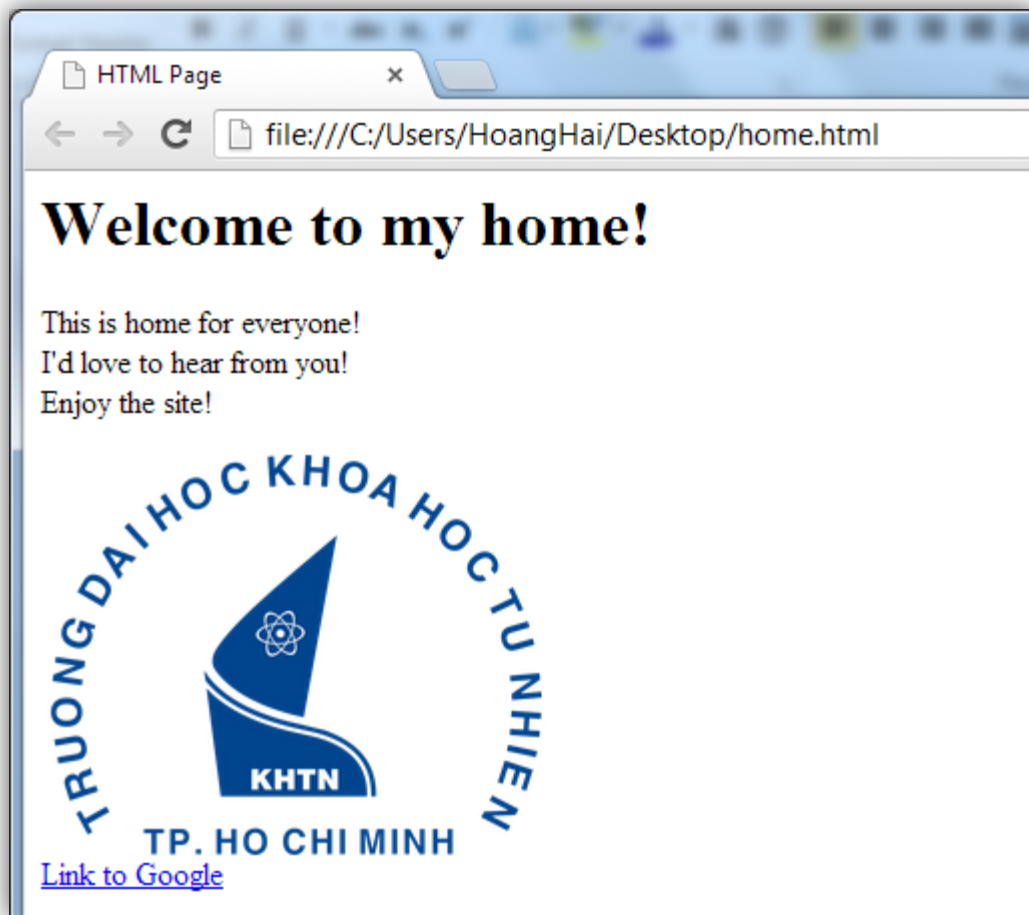 HTML Page
file:///C:/Users/HoangHai/Desktop/home.html
Welcome to my home!
This is home for everyone!
I'd love to hear from you!
Enjoy the site!
TRUONG DAI HOC KHOA HOC TU NHIEN
KHTN
TP. HO CHI MINH
Link to Google